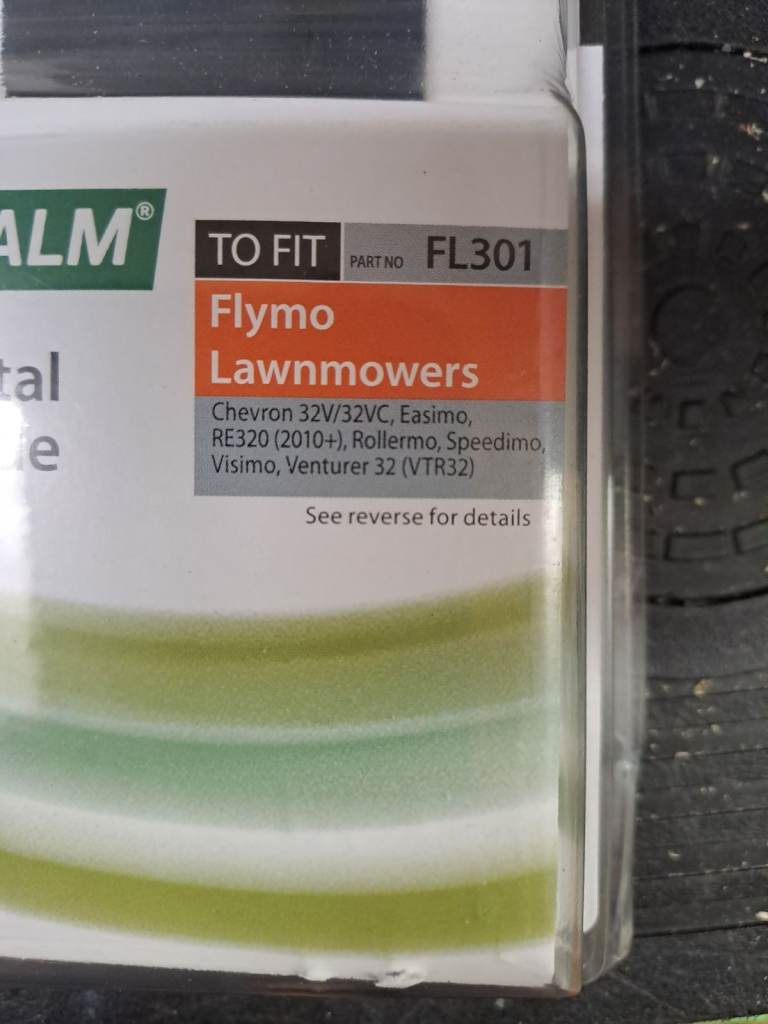 ALM®
TO FIT PART NO FL301
Flymo
Lawnmowers
Chevron 32V/32VC, Easimo,
RE320 (2010+), Rollermo, Speedimo,
Visimo, Venturer 32 (VTR32)
See reverse for details